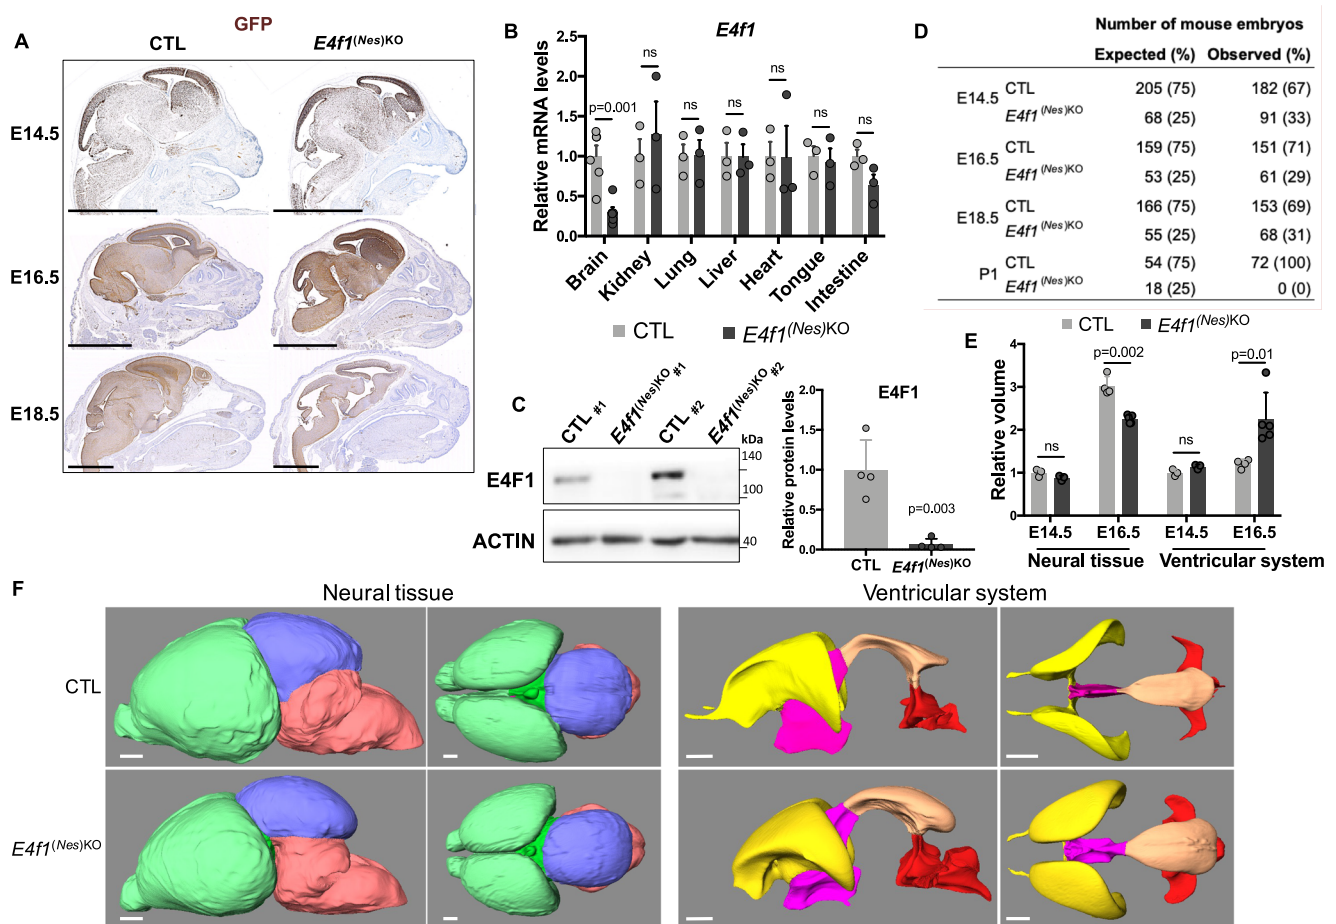 A
GFP
CTL
E4f1(Nes)KO
E14.5
E16.5
E18.5
B
E4f1
Relative mRNA levels
2.5
2.0
1.5
1.0
0.5
0.0
p=0.001
ns
ns
ns
ns
ns
ns
Brain
Kidney
Lung
Liver
Heart
Tongue
Intestine
CTL
E4f1(Nes)KO
C
CTL #1
E4f1(Nes)KO #1
CTL #2
E4f1(Nes)KO #2
kDa
140
E4F1
100
ACTIN
40
E4F1
Relative protein levels
2.0
1.5
1.0
0.5
0.0
p=0.003
CTL
E4f1(Nes)KO
D
Number of mouse embryos
Expected (%) Observed (%)
E14.5 CTL 205 (75) 182 (67)
E4f1(Nes)KO 68 (25) 91 (33)
E16.5 CTL 159 (75) 151 (71)
E4f1(Nes)KO 53 (25) 61 (29)
E18.5 CTL 166 (75) 153 (69)
E4f1(Nes)KO 55 (25) 68 (31)
P1 CTL 54 (75) 72 (100)
E4f1(Nes)KO 18 (25) 0 (0)
CTL
E4f1(Nes)KO
E
Relative volume
4
3
2
1
0
ns
p=0.002
ns
p=0.01
E14.5 E16.5 E14.5 E16.5
Neural tissue Ventricular system
F
Neural tissue
Ventricular system
CTL
E4f1(Nes)KO